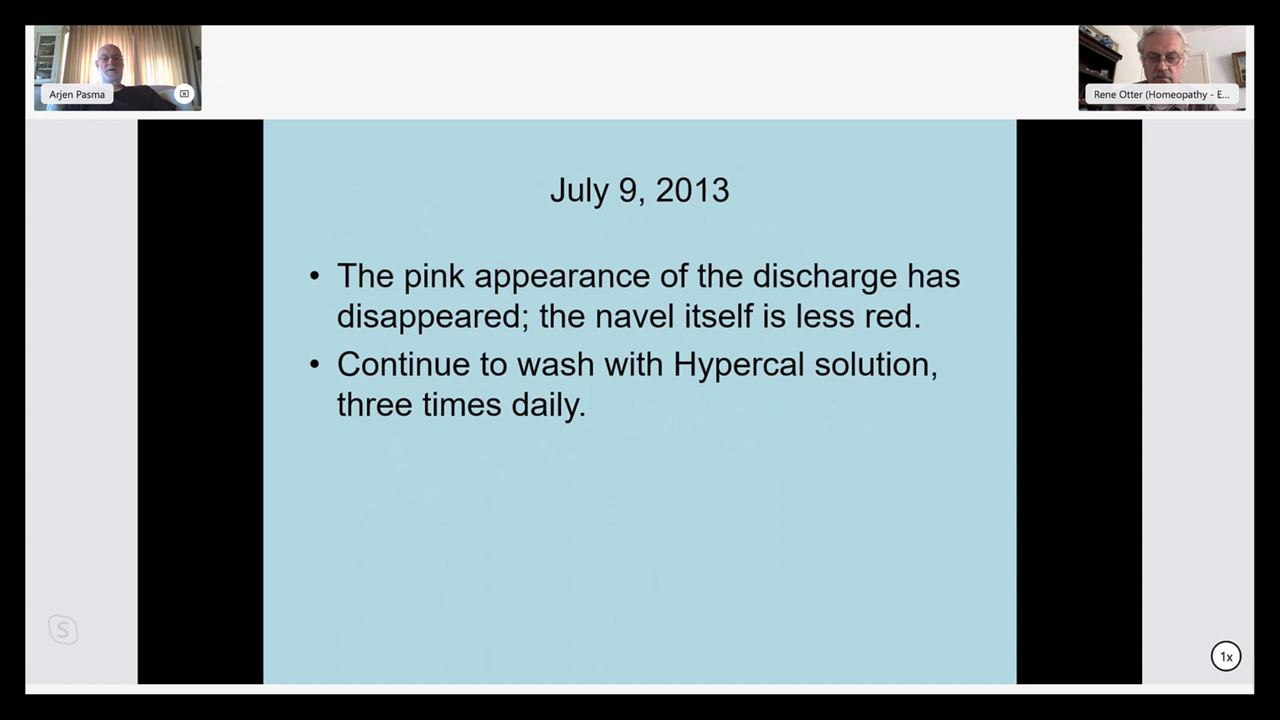 Arjen Pasma
Rene Otter (Homeopathy - E...
July 9, 2013
• The pink appearance of the discharge has
disappeared; the navel itself is less red.
• Continue to wash with Hypercal solution,
three times daily.
S
1x